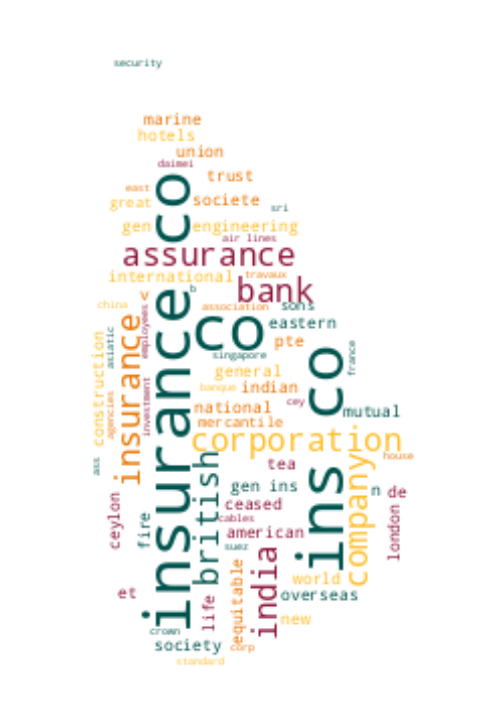 security
marine
hotels
union
daimei
trust
east
great
societe
sri
gen
engineering
air lines
insurance co
assurance
international
travaux
bank
v
b
china
association
sons
co
eastern
employees
asiatic
insurance
construction
singapore
pte
france
general
banque
indian
agencies
investment
national
cey
ins co
mutual
mercantile
corporation
house
ass
tea
company
gen ins
n
de
ceylon
fire
british
ceased
cables
american
london
suez
india
equitable
world
overseas
et
life
new
crown
society
corp
standard